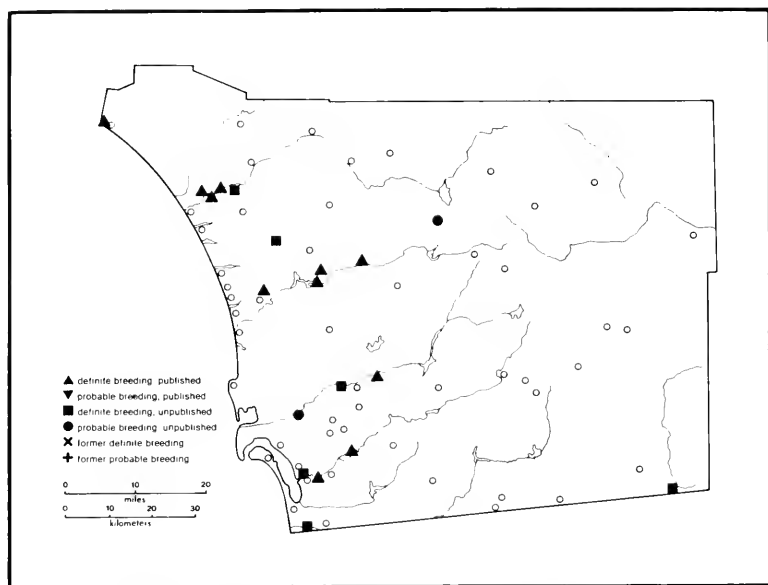 definite breeding published
probable breeding, published
definite breeding, unpublished
probable breeding unpublished
former definite breeding
former probable breeding
0 10 20
miles
0 10 20 30
kilometers